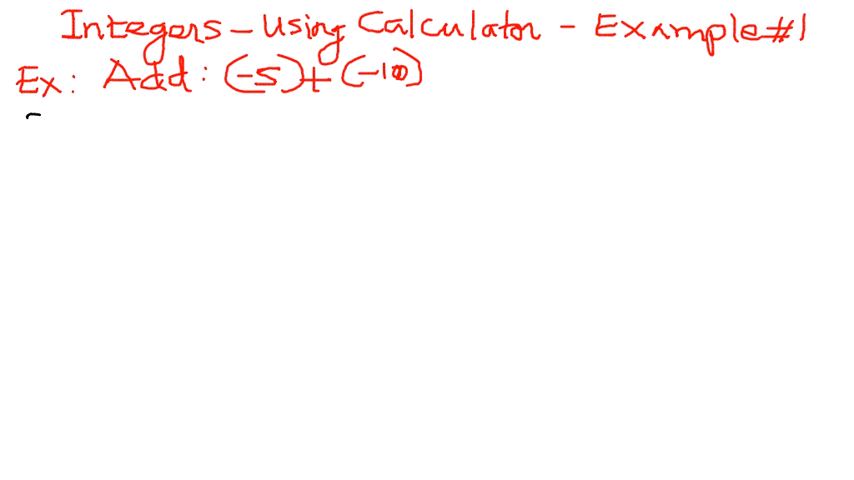 Integers - Using Calculator - Example #1
Ex: Add: (-5)+(-10)